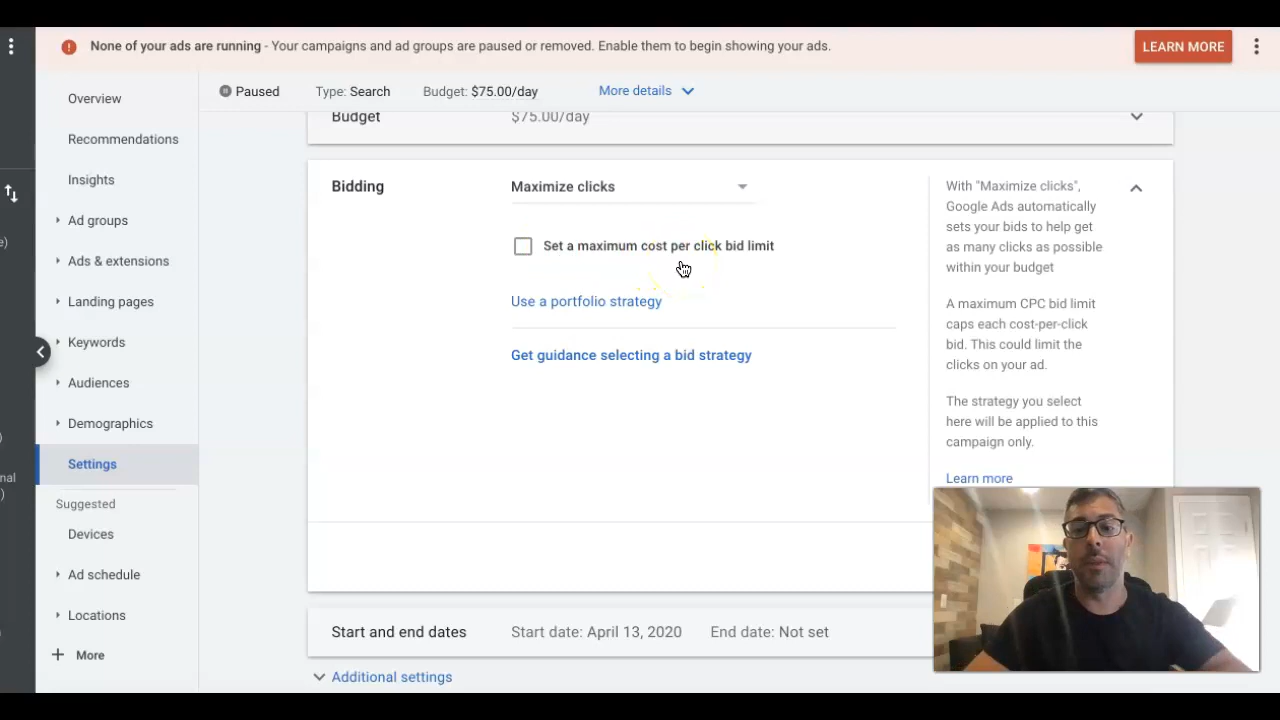 None of your ads are running - Your campaigns and ad groups are paused or removed. Enable them to begin showing your ads.
LEARN MORE
Paused
Type: Search
Budget: $75.00/day
More details
Overview
Recommendations
Insights
Ad groups
Ads & extensions
Landing pages
Keywords
Audiences
Demographics
Settings
Suggested
Devices
Ad schedule
Locations
More
e)
)
nal
)
Budget
$75.00/day
Bidding
Maximize clicks
Set a maximum cost per click bid limit
Use a portfolio strategy
Get guidance selecting a bid strategy
With "Maximize clicks",
Google Ads automatically
sets your bids to help get
as many clicks as possible
within your budget
A maximum CPC bid limit
caps each cost-per-click
bid. This could limit the
clicks on your ad.
The strategy you select
here will be applied to this
campaign only.
Learn more
Start and end dates
Start date: April 13, 2020
End date: Not set
Additional settings